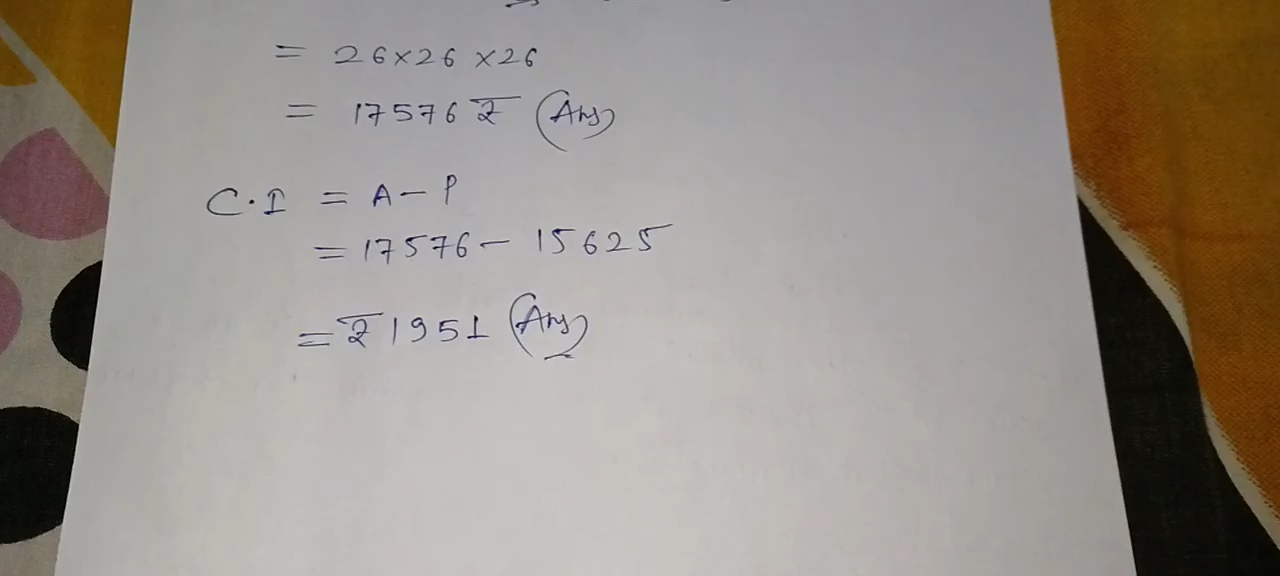 = 26×26 ×26
= 17576 ₹ (Ans)
C.I = A - P
= 17576 - 15625
= ₹ 1951 (Ans)